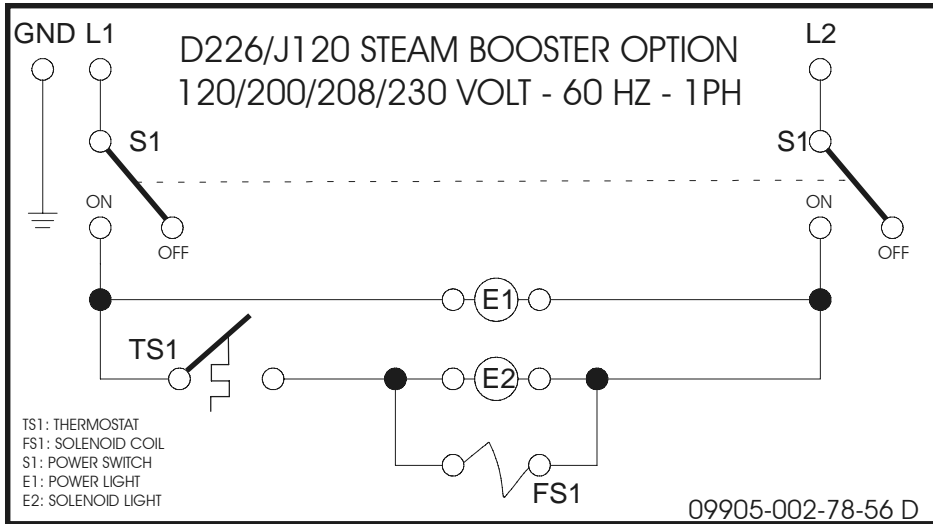 GND L1
D226/J120 STEAM BOOSTER OPTION
L2
120/200/208/230 VOLT - 60 HZ - 1PH
S1
S1
ON
ON
OFF
OFF
E1
TS1
E2
TS1: THERMOSTAT
FS1: SOLENOID COIL
S1: POWER SWITCH
E1: POWER LIGHT
E2: SOLENOID LIGHT
FS1
09905-002-78-56 D